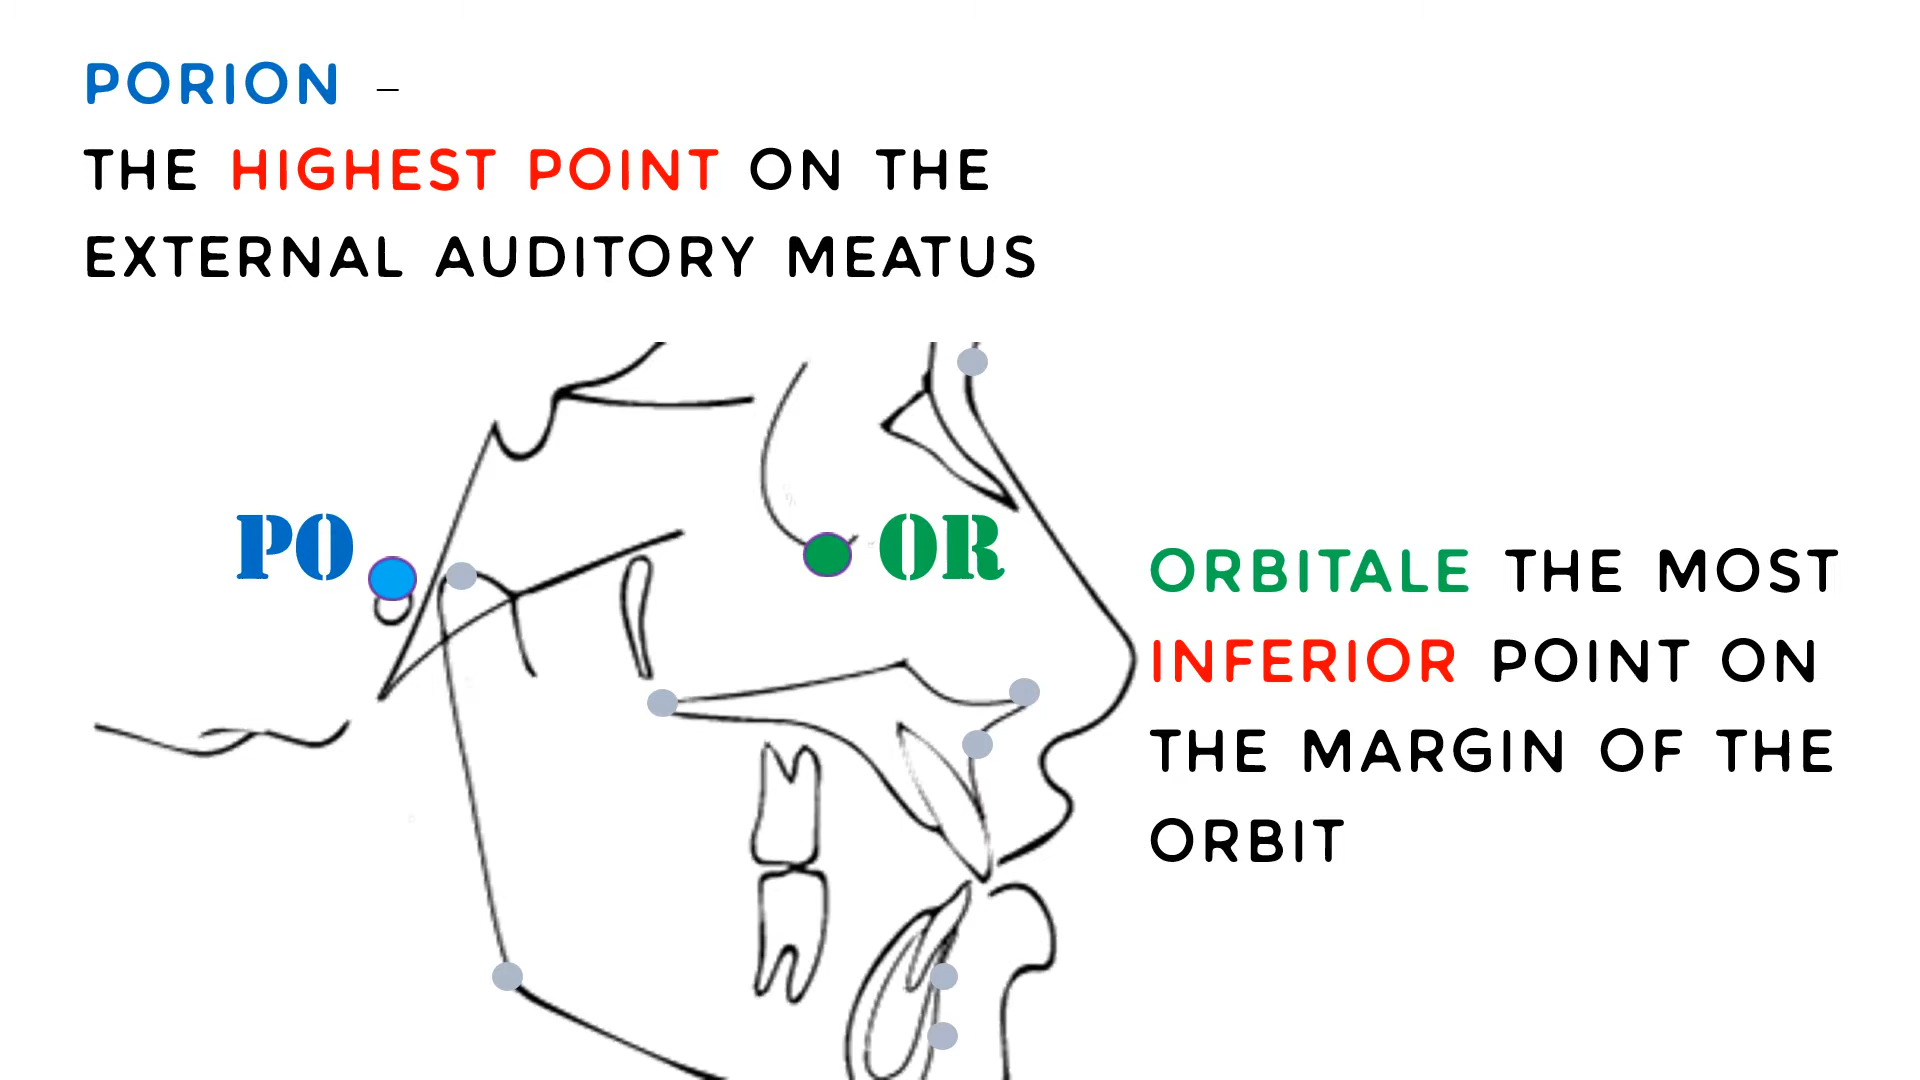 PORION –
THE HIGHEST POINT ON THE
EXTERNAL AUDITORY MEATUS
PO
OR
ORBITALE THE MOST
INFERIOR POINT ON
THE MARGIN OF THE
ORBIT